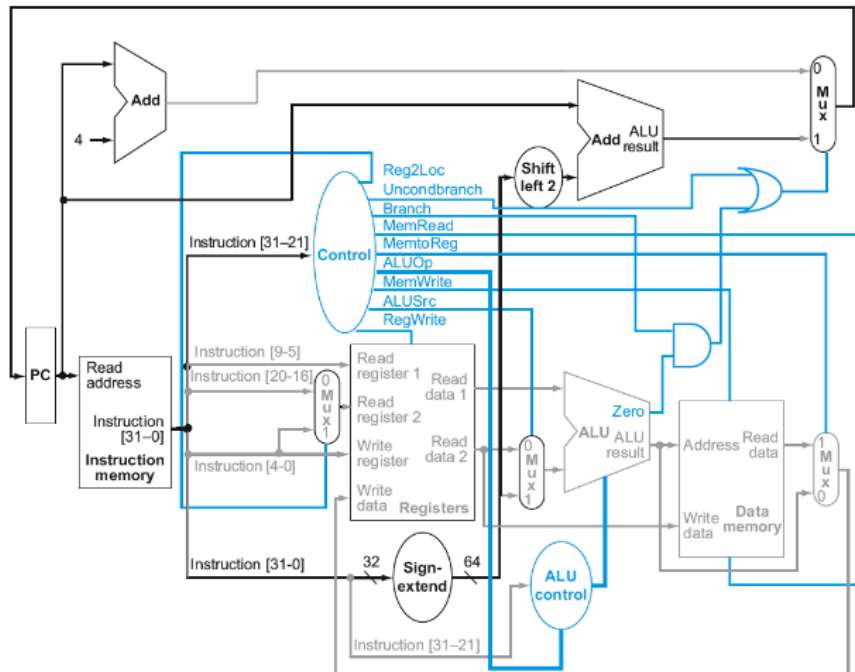 Add
4
0
Mux
1
Add
ALU
result
Shift
left 2
Reg2Loc
Uncondbranch
Branch
MemRead
MemtoReg
ALUOp
MemWrite
ALUSrc
RegWrite
Instruction [31–21]
Control
PC
Read
address
Instruction
[31–0]
Instruction
memory
Instruction [9-5]
Instruction [20-16]
Instruction [4-0]
0
Mux
1
Read
register 1
Read
register 2
Write
register
Write
data
Read
data 1
Read
data 2
Registers
0
Mux
1
Zero
ALU
ALU
result
Address
Read
data
Write
data
Data
memory
1
Mux
0
Instruction [31-0]
32
Sign-
extend
64
ALU
control
Instruction [31–21]